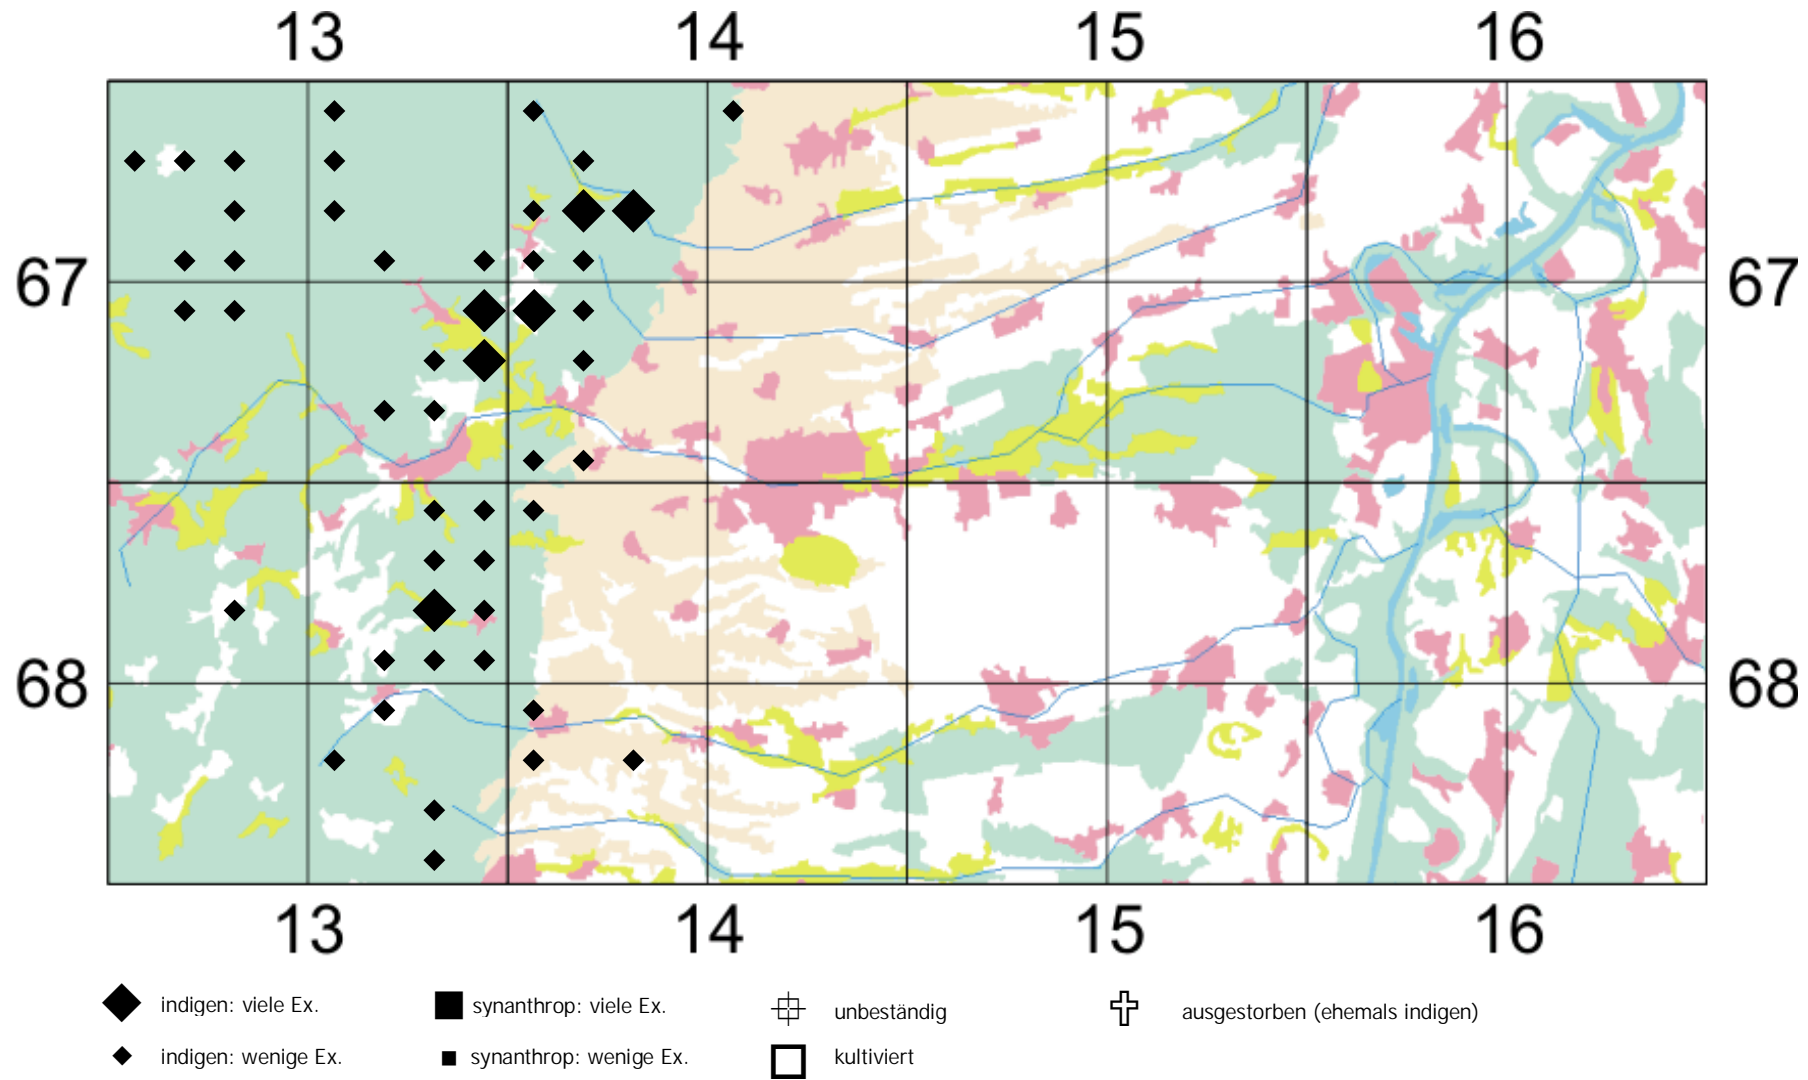 13 14 15 16
67 67
68 68
13 14 15 16
indigen: viele Ex. synanthrop: viele Ex. unbeständig ausgestorben (ehemals indigen)
indigen: wenige Ex. synanthrop: wenige Ex. kultiviert